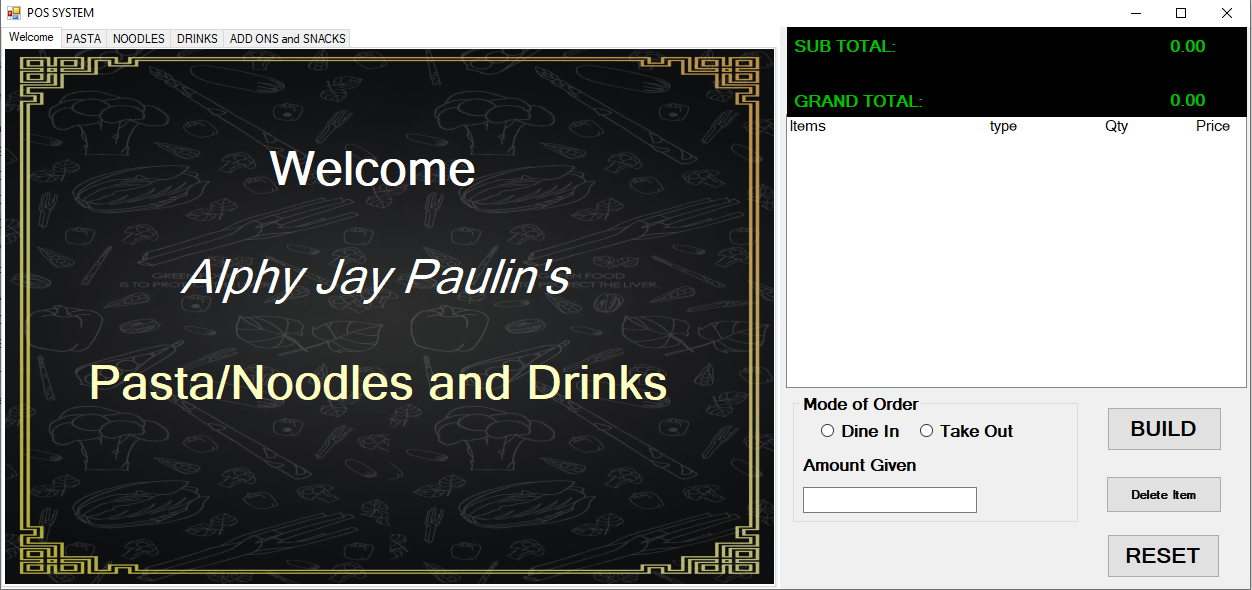 POS SYSTEM
Welcome PASTA NOODLES DRINKS ADD ONS and SNACKS
Welcome
Alphy Jay Paulin's
Pasta/Noodles and Drinks
SUB TOTAL: 0.00
GRAND TOTAL: 0.00
Items type Qty Price
Mode of Order
Dine In Take Out
Amount Given
BUILD
Delete Item
RESET